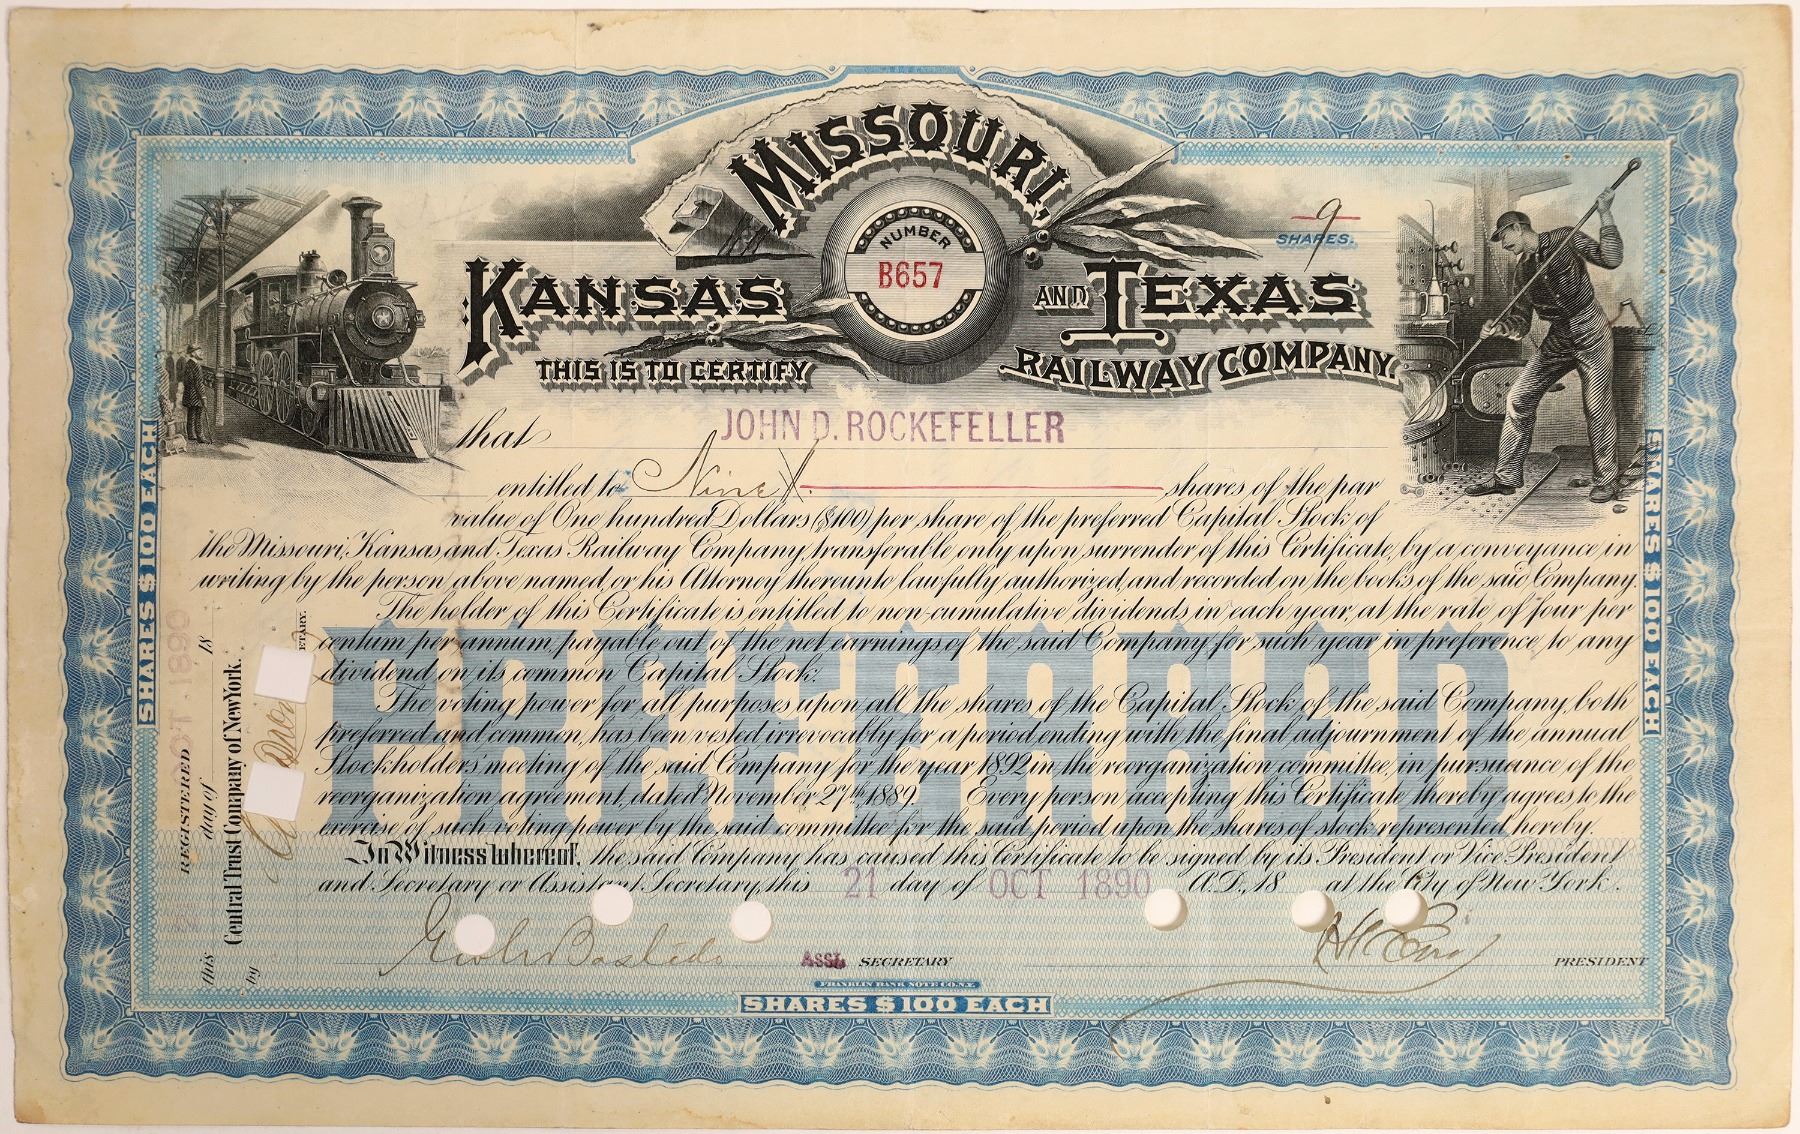 MISSOURI,
NUMBER
B657
9
SHARES.
KANSAS AND TEXAS
THIS IS TO CERTIFY RAILWAY COMPANY.
that JOHN D. ROCKEFELLER
entitled to Nine shares of the par
value of One hundred Dollars ($100) per share of the preferred Capital Stock of
the Missouri, Kansas and Texas Railway Company, transferable only upon surrender of this Certificate, by a conveyance in
writing by the person above named, or his Attorney thereunto lawfully authorized, and recorded on the books of the said Company.
The holder of this Certificate is entitled to non-cumulative dividends in each year, at the rate of four per
centum per annum, payable out of the net earnings of the said Company for such year in preference to any
dividend on its common Capital Stock.
The voting power for all purposes upon all the shares of the Capital Stock of the said Company, both
preferred and common, has been vested irrevocably for a period ending with the final adjournment of the annual
Stockholders' meeting of the said Company for the year 1892 in the reorganization committee, in pursuance of the
reorganization agreement, dated November 27th 1889. Every person accepting this Certificate thereby agrees to the
exercise of such voting power by the said committee for the said period upon the shares of stock represented hereby.
PREFERRED
In Witness whereof, the said Company has caused this Certificate to be signed by its President or Vice President
and Secretary or Assistant Secretary, this 21 day of OCT 1890 A.D., 18 at the City of New York.
ASST. SECRETARY
PRESIDENT
FRANKLIN BANK NOTE CO. N.Y.
SHARES $100 EACH
SHARES $100 EACH
SHARES $100 EACH
REGISTERED
this 2 day of OCT. 1890 18
Central Trust Company of New York.
by ETARY.